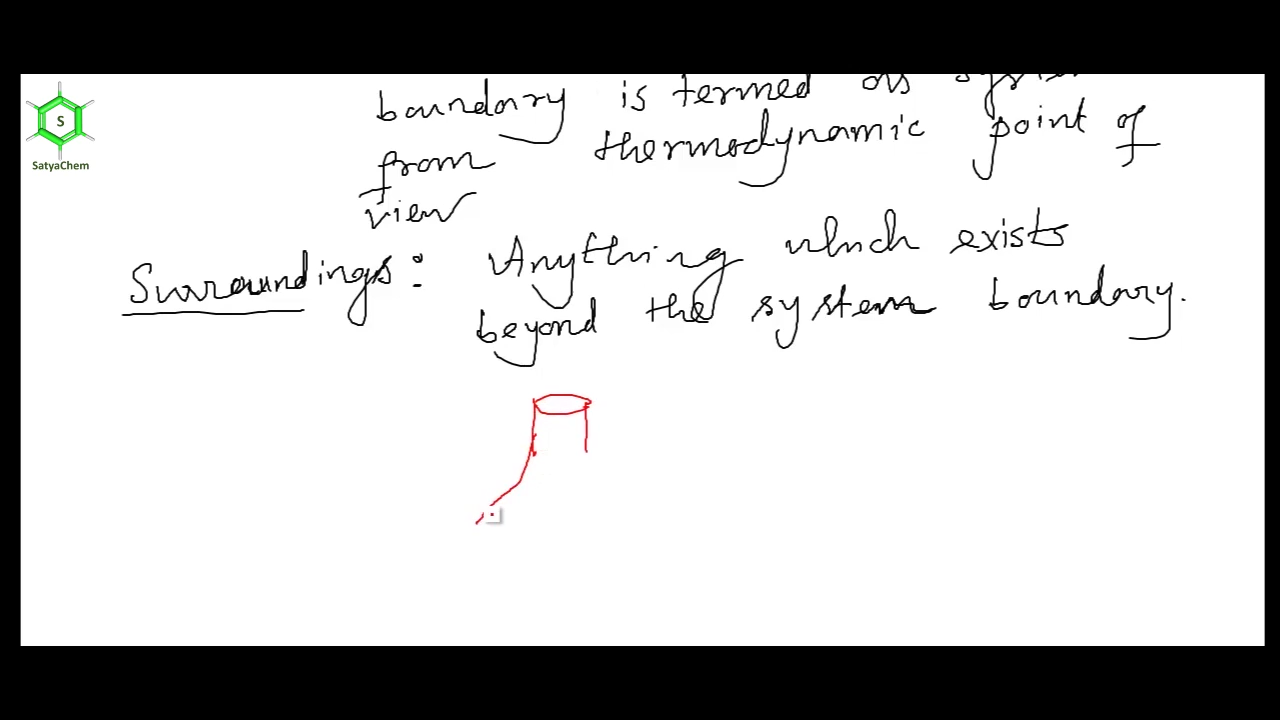 S
SatyaChem
boundary is termed as
from thermodynamic point of
view
Surroundings: Anything which exists
beyond the system boundary.